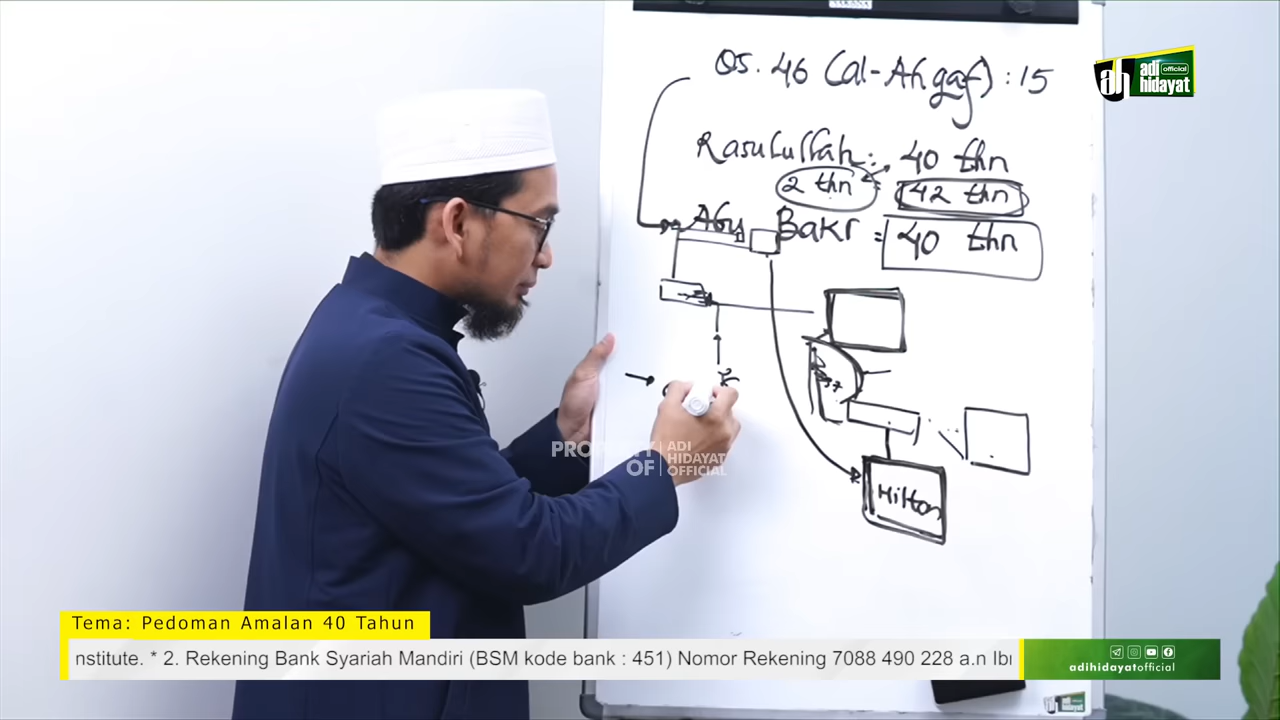 NARANA
QS. 46 (al-Ahqaf) : 15
adi hidayat official
Rasulullah : 40 thn
2 thn = 42 thn
Abu Bakr = 40 thn
Hilton
PROPERTY OF ADI HIDAYAT OFFICIAL
Tema: Pedoman Amalan 40 Tahun
nstitute. * 2. Rekening Bank Syariah Mandiri (BSM kode bank : 451) Nomor Rekening 7088 490 228 a.n Ib
adihidayatofficial